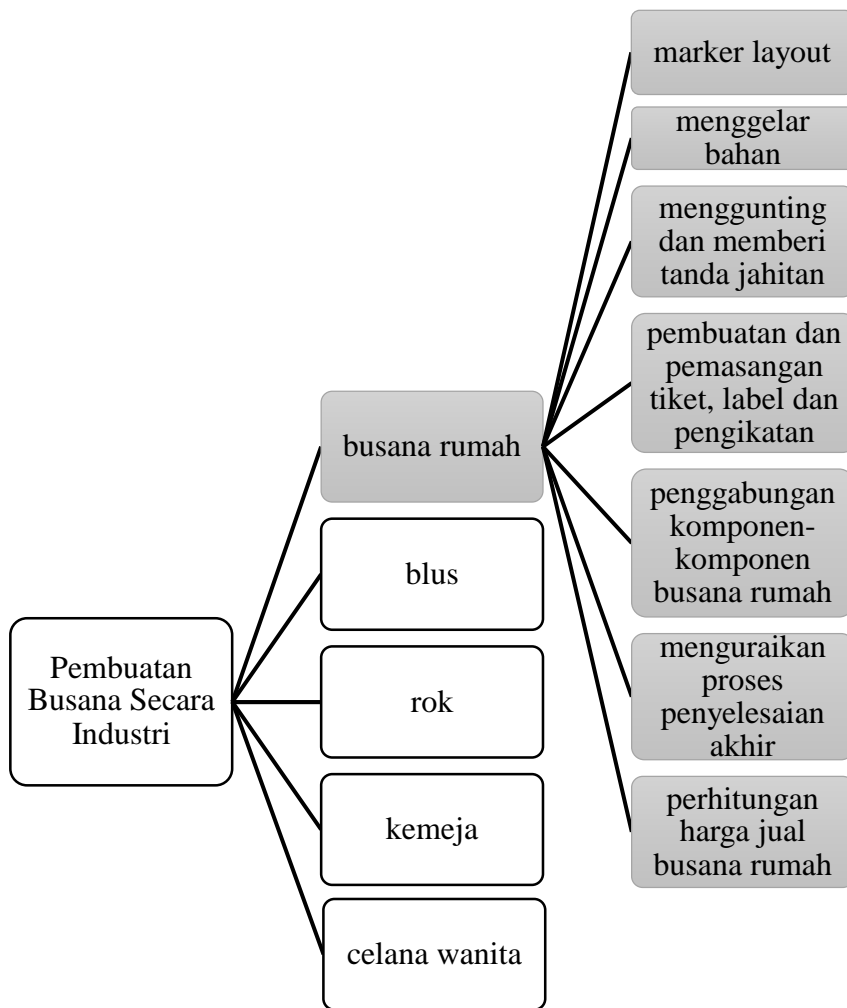 Pembuatan
Busana Secara
Industri
busana rumah
blus
rok
kemeja
celana wanita
marker layout
menggelar
bahan
menggunting
dan memberi
tanda jahitan
pembuatan dan
pemasangan
tiket, label dan
pengikatan
penggabungan
komponen-
komponen
busana rumah
menguraikan
proses
penyelesaian
akhir
perhitungan
harga jual
busana rumah